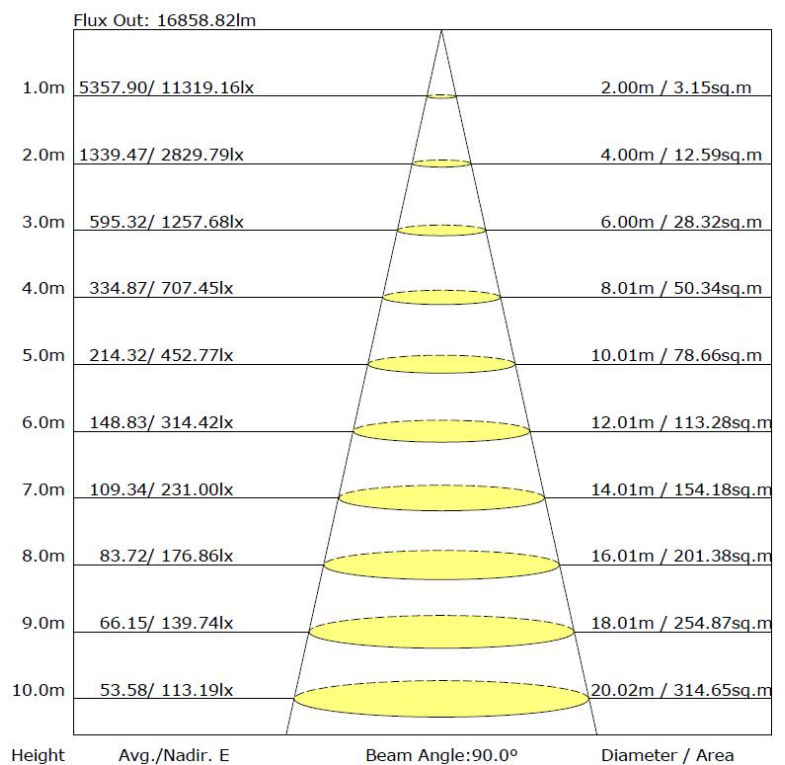 Flux Out: 16858.82lm
1.0m 5357.90/ 11319.16lx 2.00m / 3.15sq.m
2.0m 1339.47/ 2829.79lx 4.00m / 12.59sq.m
3.0m 595.32/ 1257.68lx 6.00m / 28.32sq.m
4.0m 334.87/ 707.45lx 8.01m / 50.34sq.m
5.0m 214.32/ 452.77lx 10.01m / 78.66sq.m
6.0m 148.83/ 314.42lx 12.01m / 113.28sq.m
7.0m 109.34/ 231.00lx 14.01m / 154.18sq.m
8.0m 83.72/ 176.86lx 16.01m / 201.38sq.m
9.0m 66.15/ 139.74lx 18.01m / 254.87sq.m
10.0m 53.58/ 113.19lx 20.02m / 314.65sq.m
Height Avg./Nadir. E Beam Angle:90.0º Diameter / Area